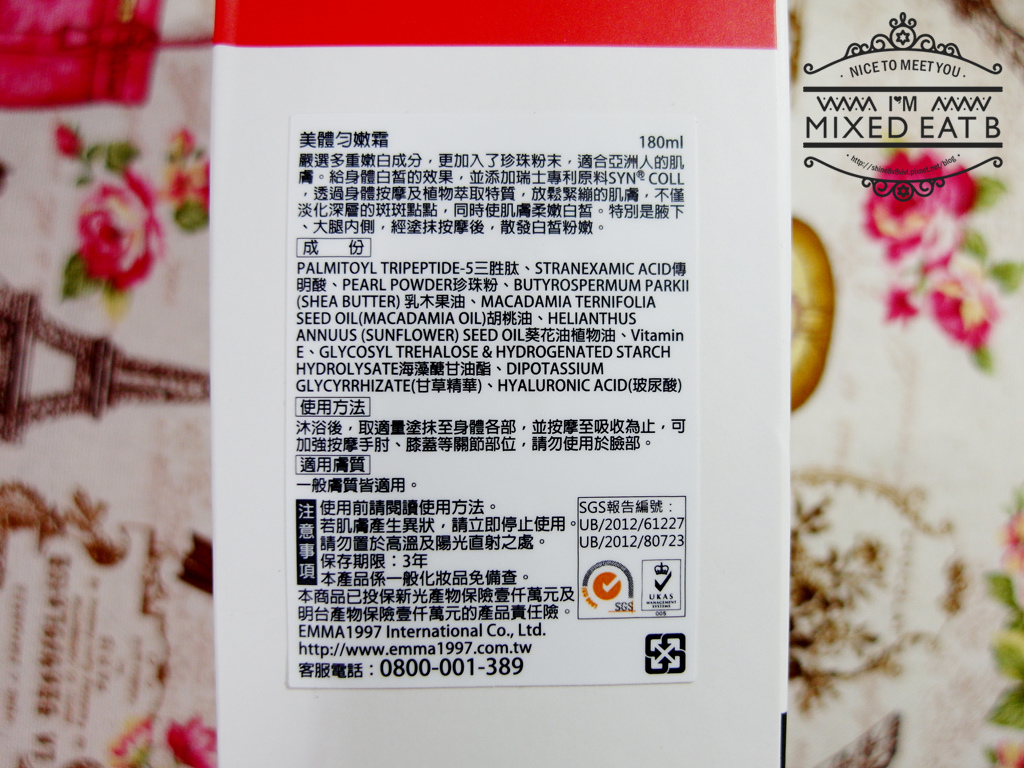 NICE TO MEET YOU
I'M
MIXED EAT B
美體勻嫩霜 180ml
嚴選多重嫩白成分，更加入了珍珠粉末，適合亞洲人的肌
膚。給身體白皙的效果，並添加瑞士專利原料SYN® COLL
，透過身體按摩及植物萃取特質，放鬆緊繃的肌膚，不僅
淡化深層的斑斑點點，同時使肌膚柔嫩白皙。特別是腋下
、大腿內側，經塗抹按摩後，散發白皙粉嫩。
成 份
PALMITOYL TRIPEPTIDE-5三胜肽、STRANEXAMIC ACID傳
明酸、PEARL POWDER珍珠粉、BUTYROSPERMUM PARKII
(SHEA BUTTER) 乳木果油、MACADAMIA TERNIFOLIA
SEED OIL(MACADAMIA OIL)胡桃油、HELIANTHUS
ANNUUS (SUNFLOWER) SEED OIL葵花油植物油、Vitamin
E、GLYCOSYL TREHALOSE & HYDROGENATED STARCH
HYDROLYSATE海藻醣甘油酯、DIPOTASSIUM
GLYCYRRHIZATE(甘草精華)、HYALURONIC ACID(玻尿酸)
使用方法
沐浴後，取適量塗抹至身體各部，並按摩至吸收為止，可
加強按摩手肘、膝蓋等關節部位，請勿使用於臉部。
適用膚質
一般膚質皆適用。
注意事項
使用前請閱讀使用方法。
若肌膚產生異狀，請立即停止使用。
請勿置於高溫及陽光直射之處。
保存期限：3年
本產品係一般化妝品免備查。
本商品已投保新光產物保險壹仟萬元及
明台產物保險壹仟萬元的產品責任險。
EMMA1997 International Co., Ltd.
http://www.emma1997.com.tw
客服電話：0800-001-389
SGS報告編號：
UB/2012/61227
UB/2012/80723
SGS
UKAS
MANAGEMENT
SYSTEMS
005